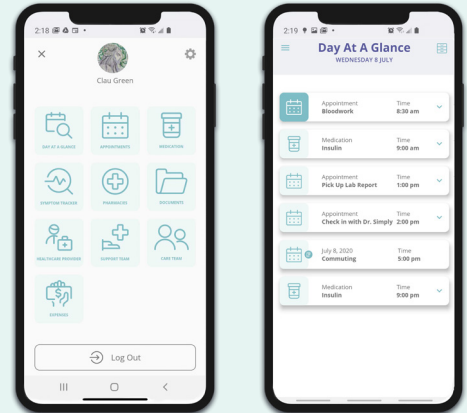 2:18
×
Clau Green
DAY AT A GLANCE
APPOINTMENTS
MEDICATION
SYMPTOM TRACKER
PHARMACIES
DOCUMENTS
HEALTHCARE PROVIDERS
SUPPORT TEAM
CARE TEAM
EXPENSES
Log Out
2:19
Day At A Glance
WEDNESDAY 8 JULY
Appointment Time
Bloodwork 8:30 am
Medication Time
Insulin 9:00 am
Appointment Time
Pick Up Lab Report 1:00 pm
Appointment Time
Check in with Dr. Simply 2:00 pm
July 8, 2020 Time
Commuting 5:00 pm
Medication Time
Insulin 9:00 pm